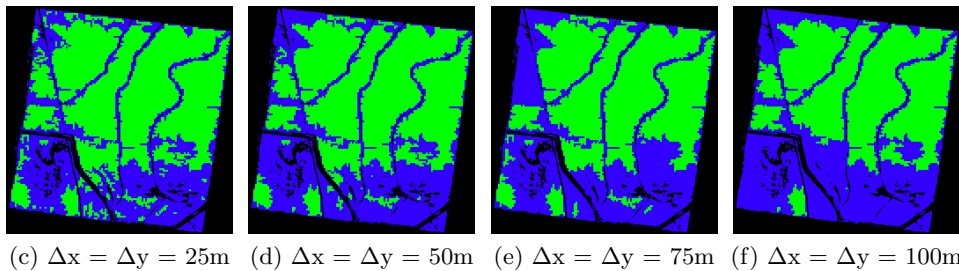 (c) Δx = Δy = 25m (d) Δx = Δy = 50m (e) Δx = Δy = 75m (f) Δx = Δy = 100m